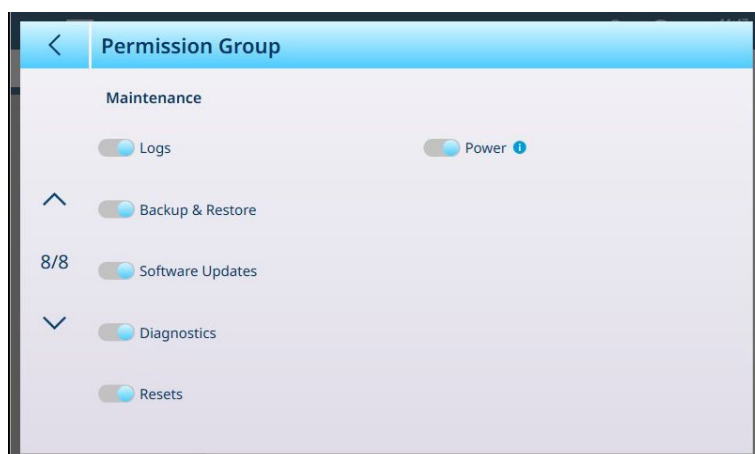 Permission Group
Maintenance
Logs
Power
Backup & Restore
8/8
Software Updates
Diagnostics
Resets